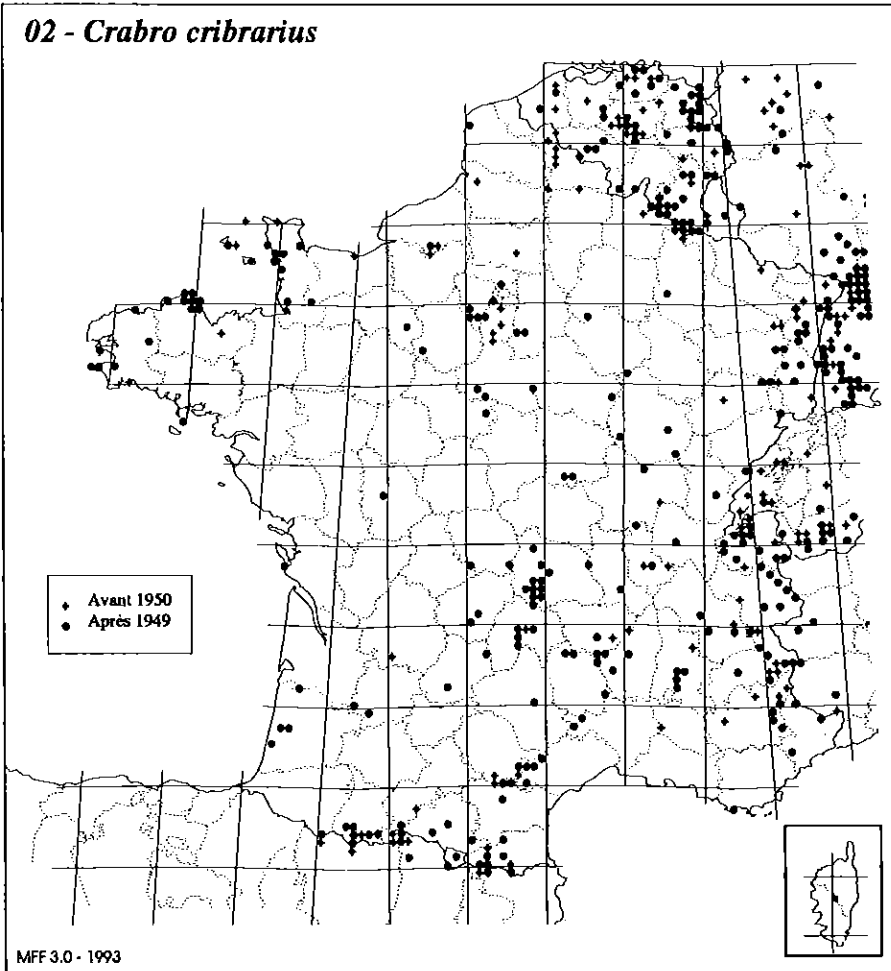 02 - Crabro cribrarius
+ Avant 1950
● Après 1949
MFF 3.0 - 1993